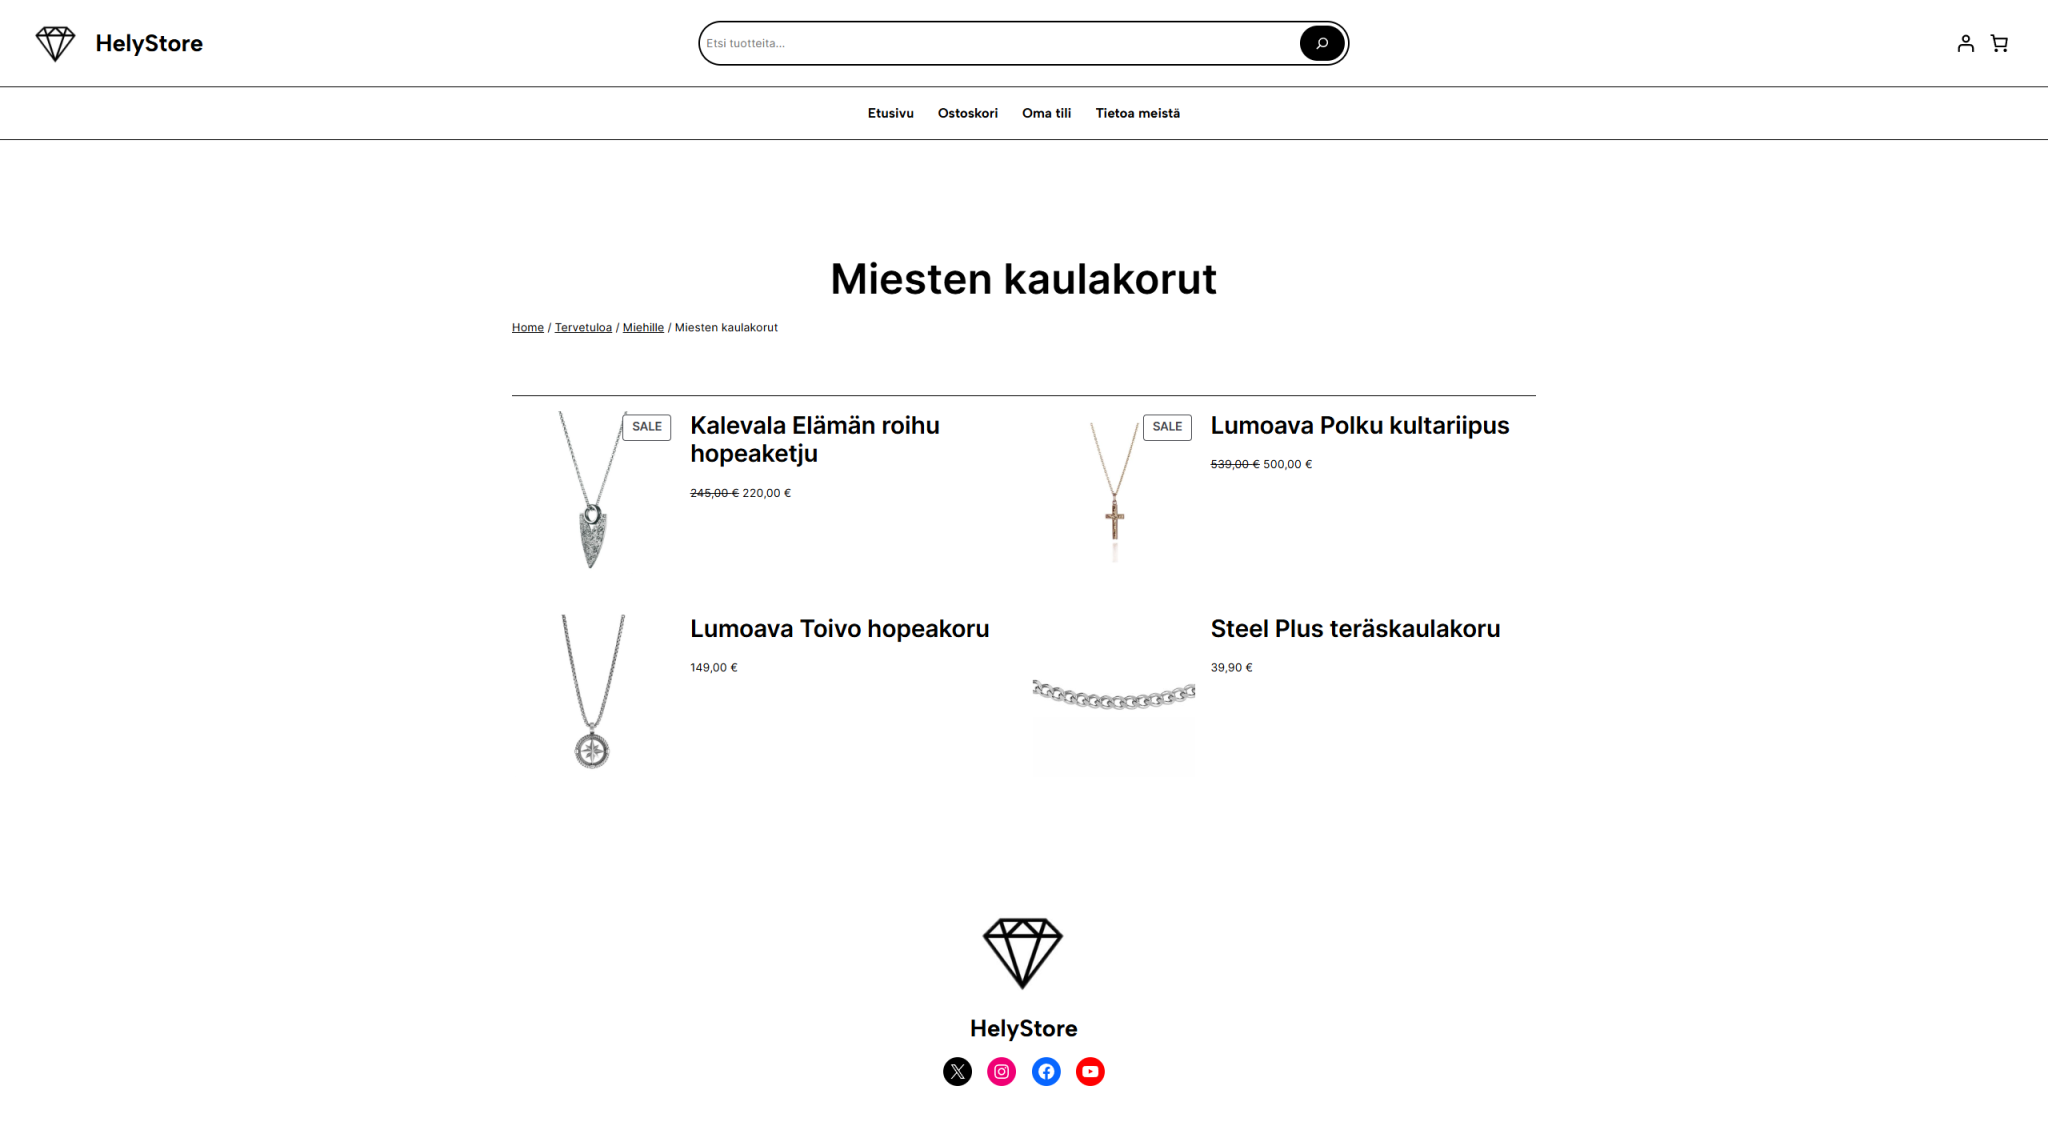 HelyStore
Etsi tuotteita...
Etusivu Ostoskori Oma tili Tietoa meistä
Miesten kaulakorut
Home / Tervetuloa / Miehille / Miesten kaulakorut
SALE
Kalevala Elämän roihu
hopeaketju
245,00 € 220,00 €
SALE
Lumoava Polku kultariipus
539,00 € 500,00 €
Lumoava Toivo hopeakoru
149,00 €
Steel Plus teräskaulakoru
39,90 €
HelyStore